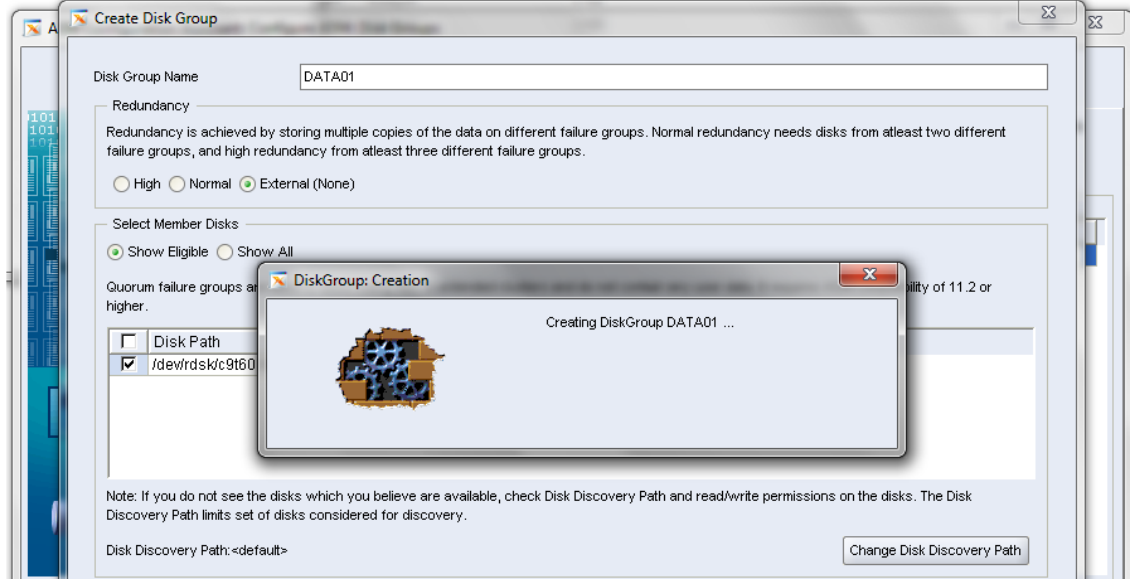 Create Disk Group
A
Disk Group Name
DATA01
Redundancy
Redundancy is achieved by storing multiple copies of the data on different failure groups. Normal redundancy needs disks from atleast two different
failure groups, and high redundancy from atleast three different failure groups.
High Normal External (None)
Select Member Disks
Show Eligible Show All
Quorum failure groups
bility of 11.2 or
higher.
DiskGroup: Creation
Creating DiskGroup DATA01 ...
Disk Path
/dev/rdsk/c9t60
Note: If you do not see the disks which you believe are available, check Disk Discovery Path and read/write permissions on the disks. The Disk
Discovery Path limits set of disks considered for discovery.
Disk Discovery Path:<default>
Change Disk Discovery Path